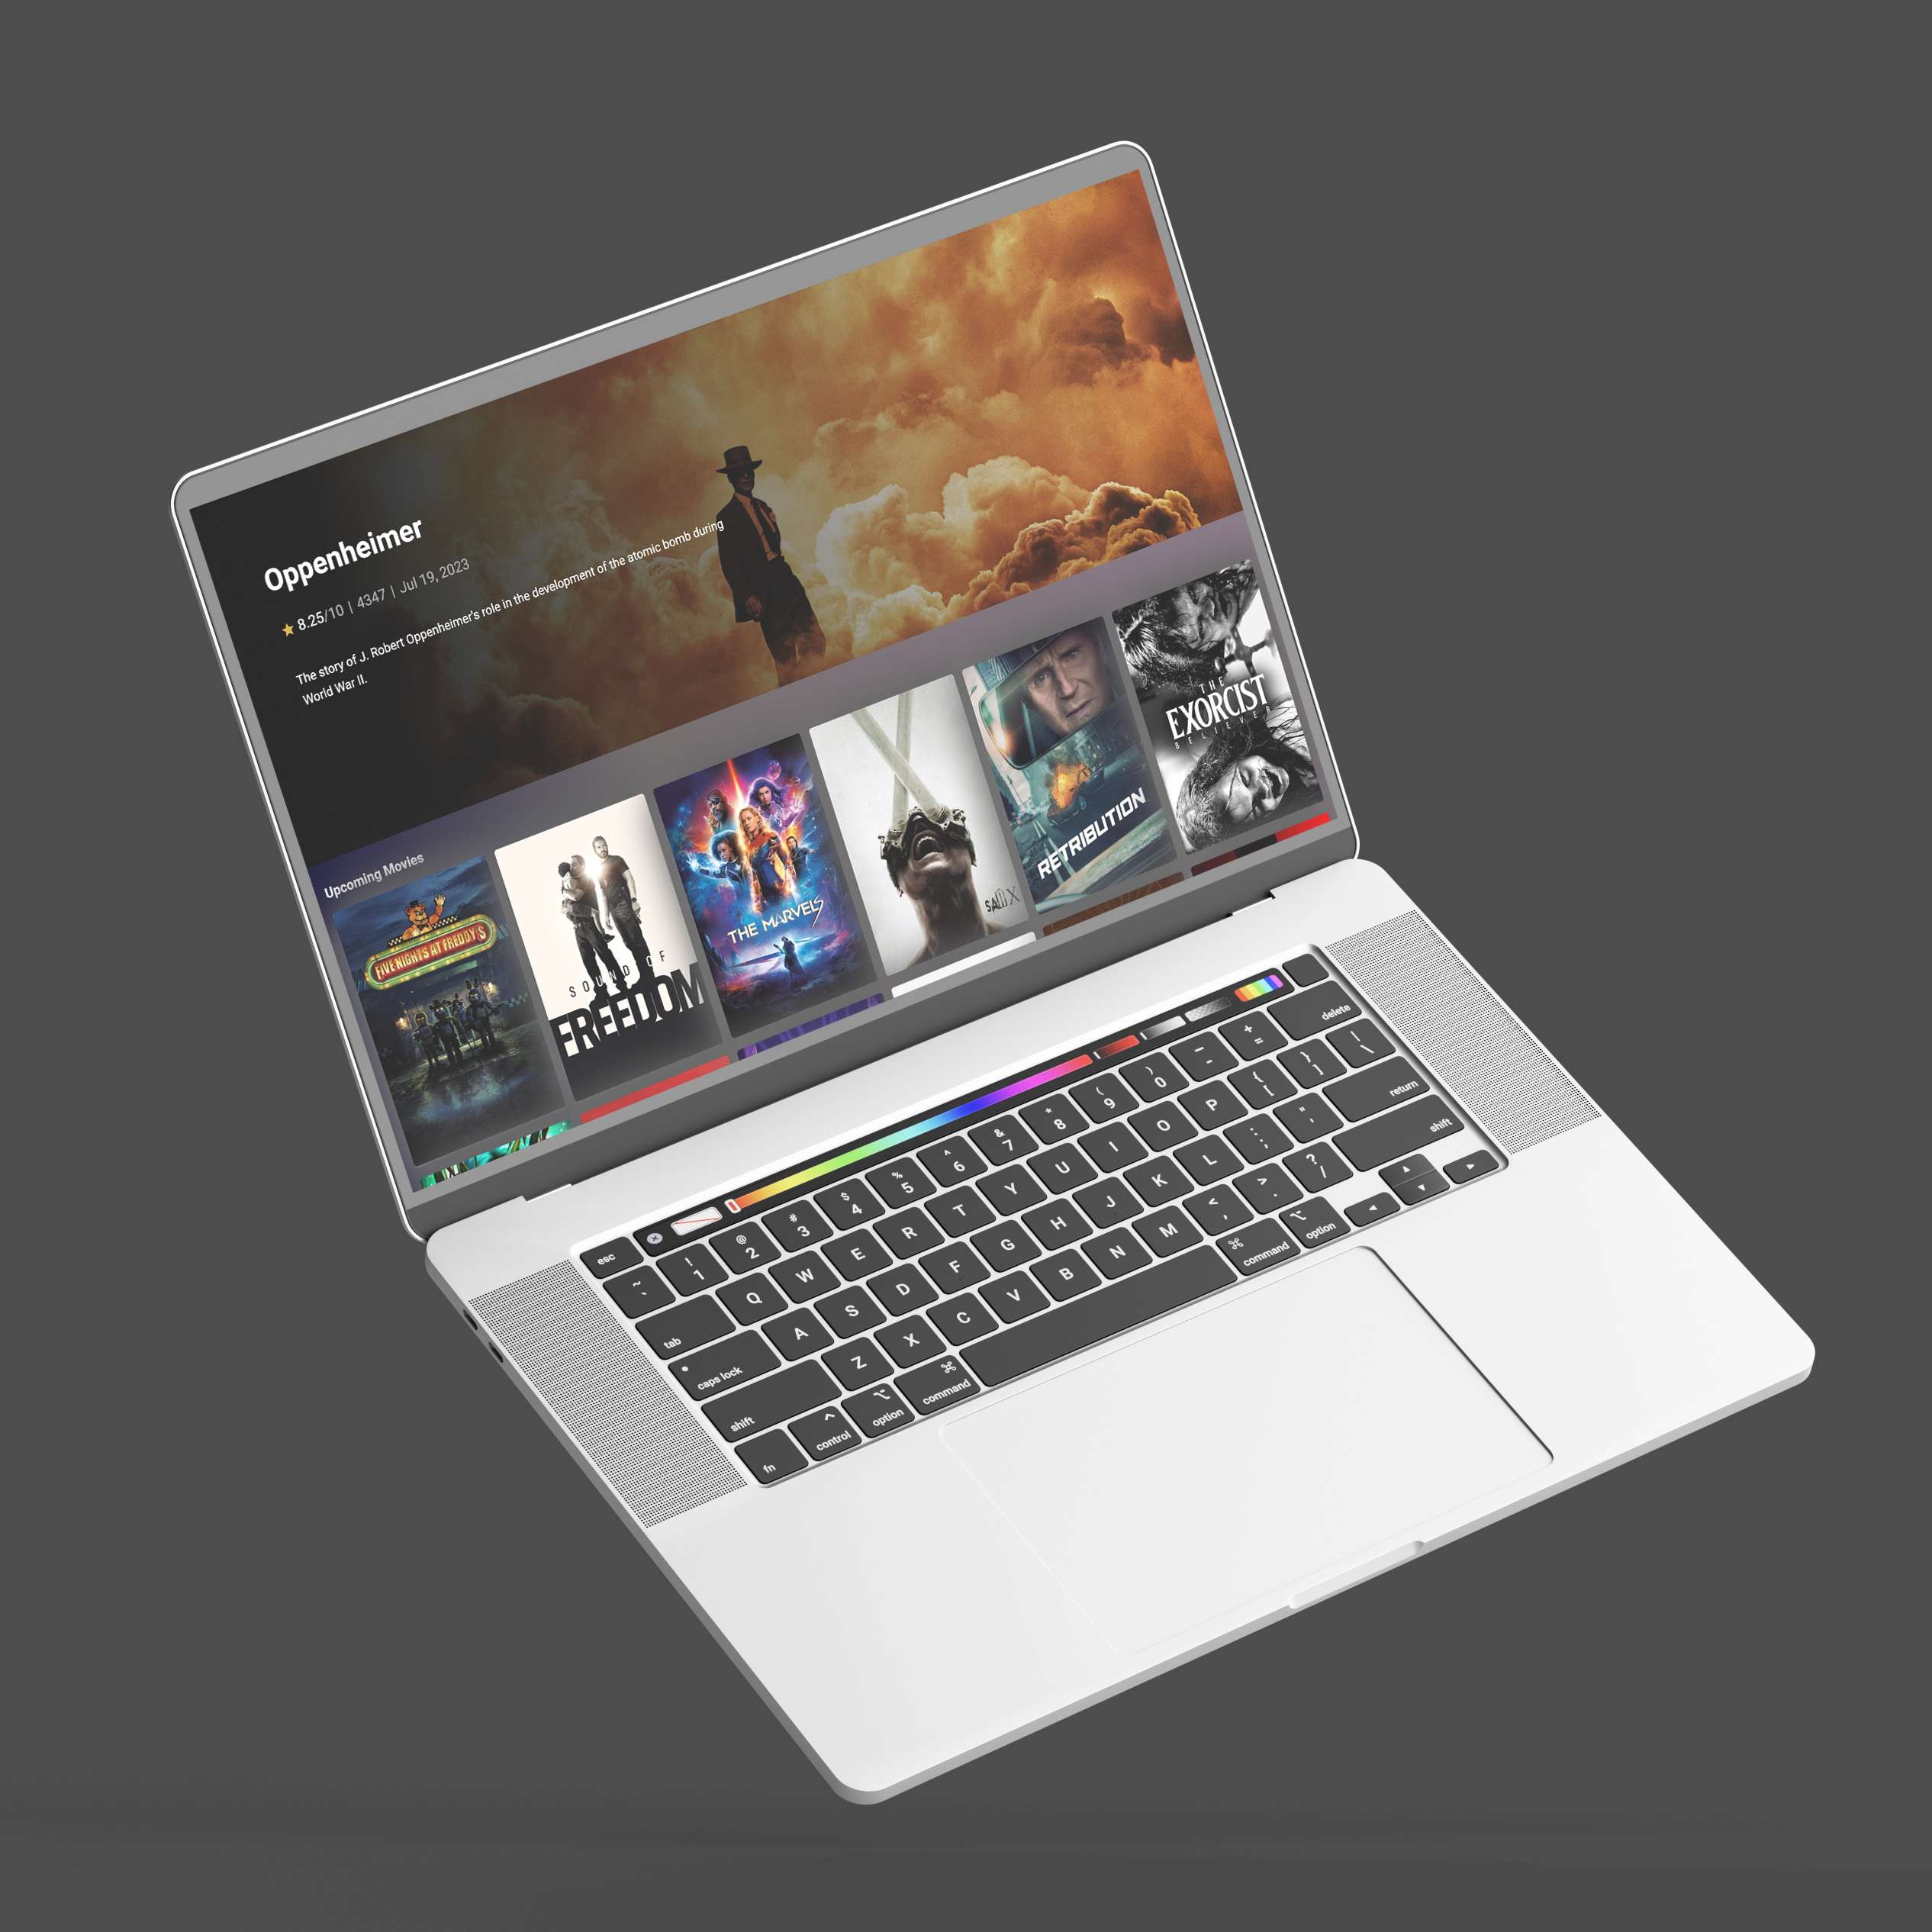 Oppenheimer
8.25/10 | 4347 | Jul 19, 2023
The story of J. Robert Oppenheimer's role in the development of the atomic bomb during
World War II.
Upcoming Movies
FIVE NIGHTS AT FREDDY'S
SOUND OF
FREEDOM
THE MARVELS
SAW X
RETRIBUTION
THE
EXORCIST
BELIEVER
esc
~ ` ! 1 @ 2 # 3 $ 4 % 5 ^ 6 & 7 * 8 ( 9 ) 0 _ - + = delete
tab Q W E R T Y U I O P { [ } ] | \
caps lock A S D F G H J K L : ; " ' return
shift Z X C V B N M < , > . ? / shift
fn ^ control ⌥ option ⌘ command ⌘ command ⌥ option ◀ ▲ ▼ ▶